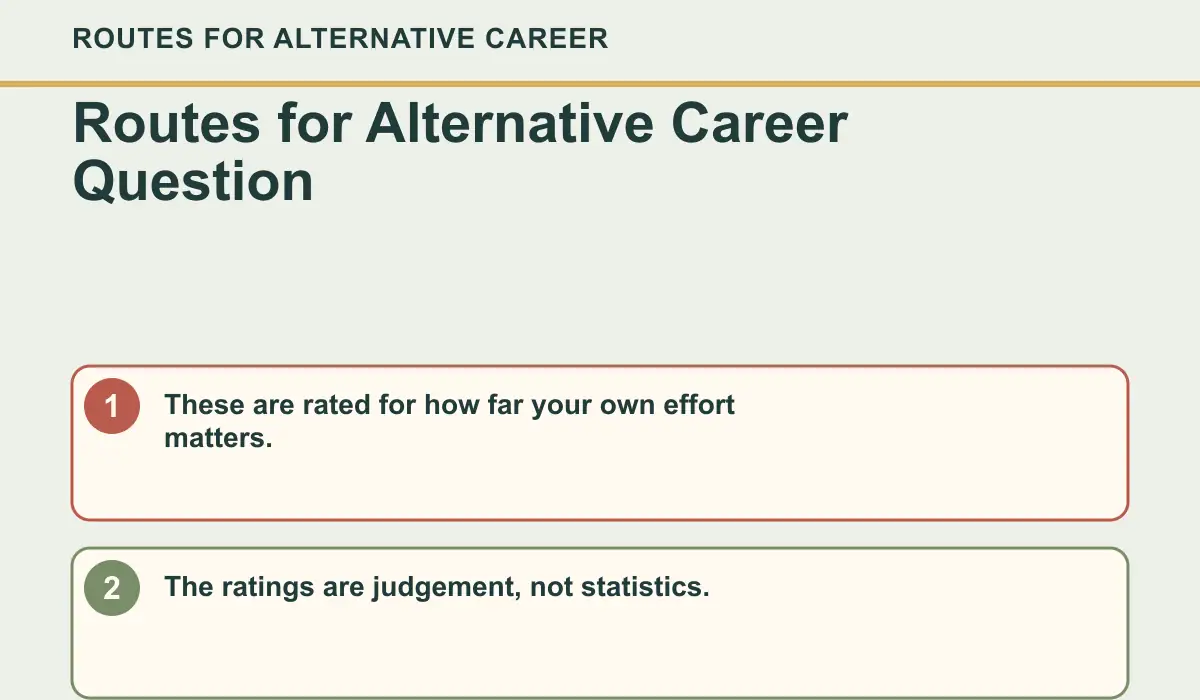 ROUTES FOR ALTERNATIVE CAREER
Routes for Alternative Career
Question
1
These are rated for how far your own effort
matters.
2
The ratings are judgement, not statistics.